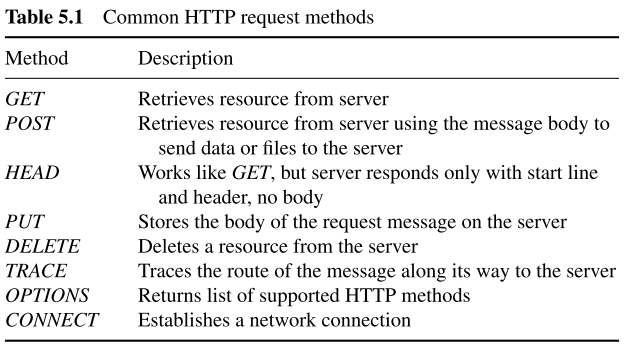 Table 5.1 Common HTTP request methods
Method Description
GET Retrieves resource from server
POST Retrieves resource from server using the message body to
send data or files to the server
HEAD Works like GET, but server responds only with start line
and header, no body
PUT Stores the body of the request message on the server
DELETE Deletes a resource from the server
TRACE Traces the route of the message along its way to the server
OPTIONS Returns list of supported HTTP methods
CONNECT Establishes a network connection